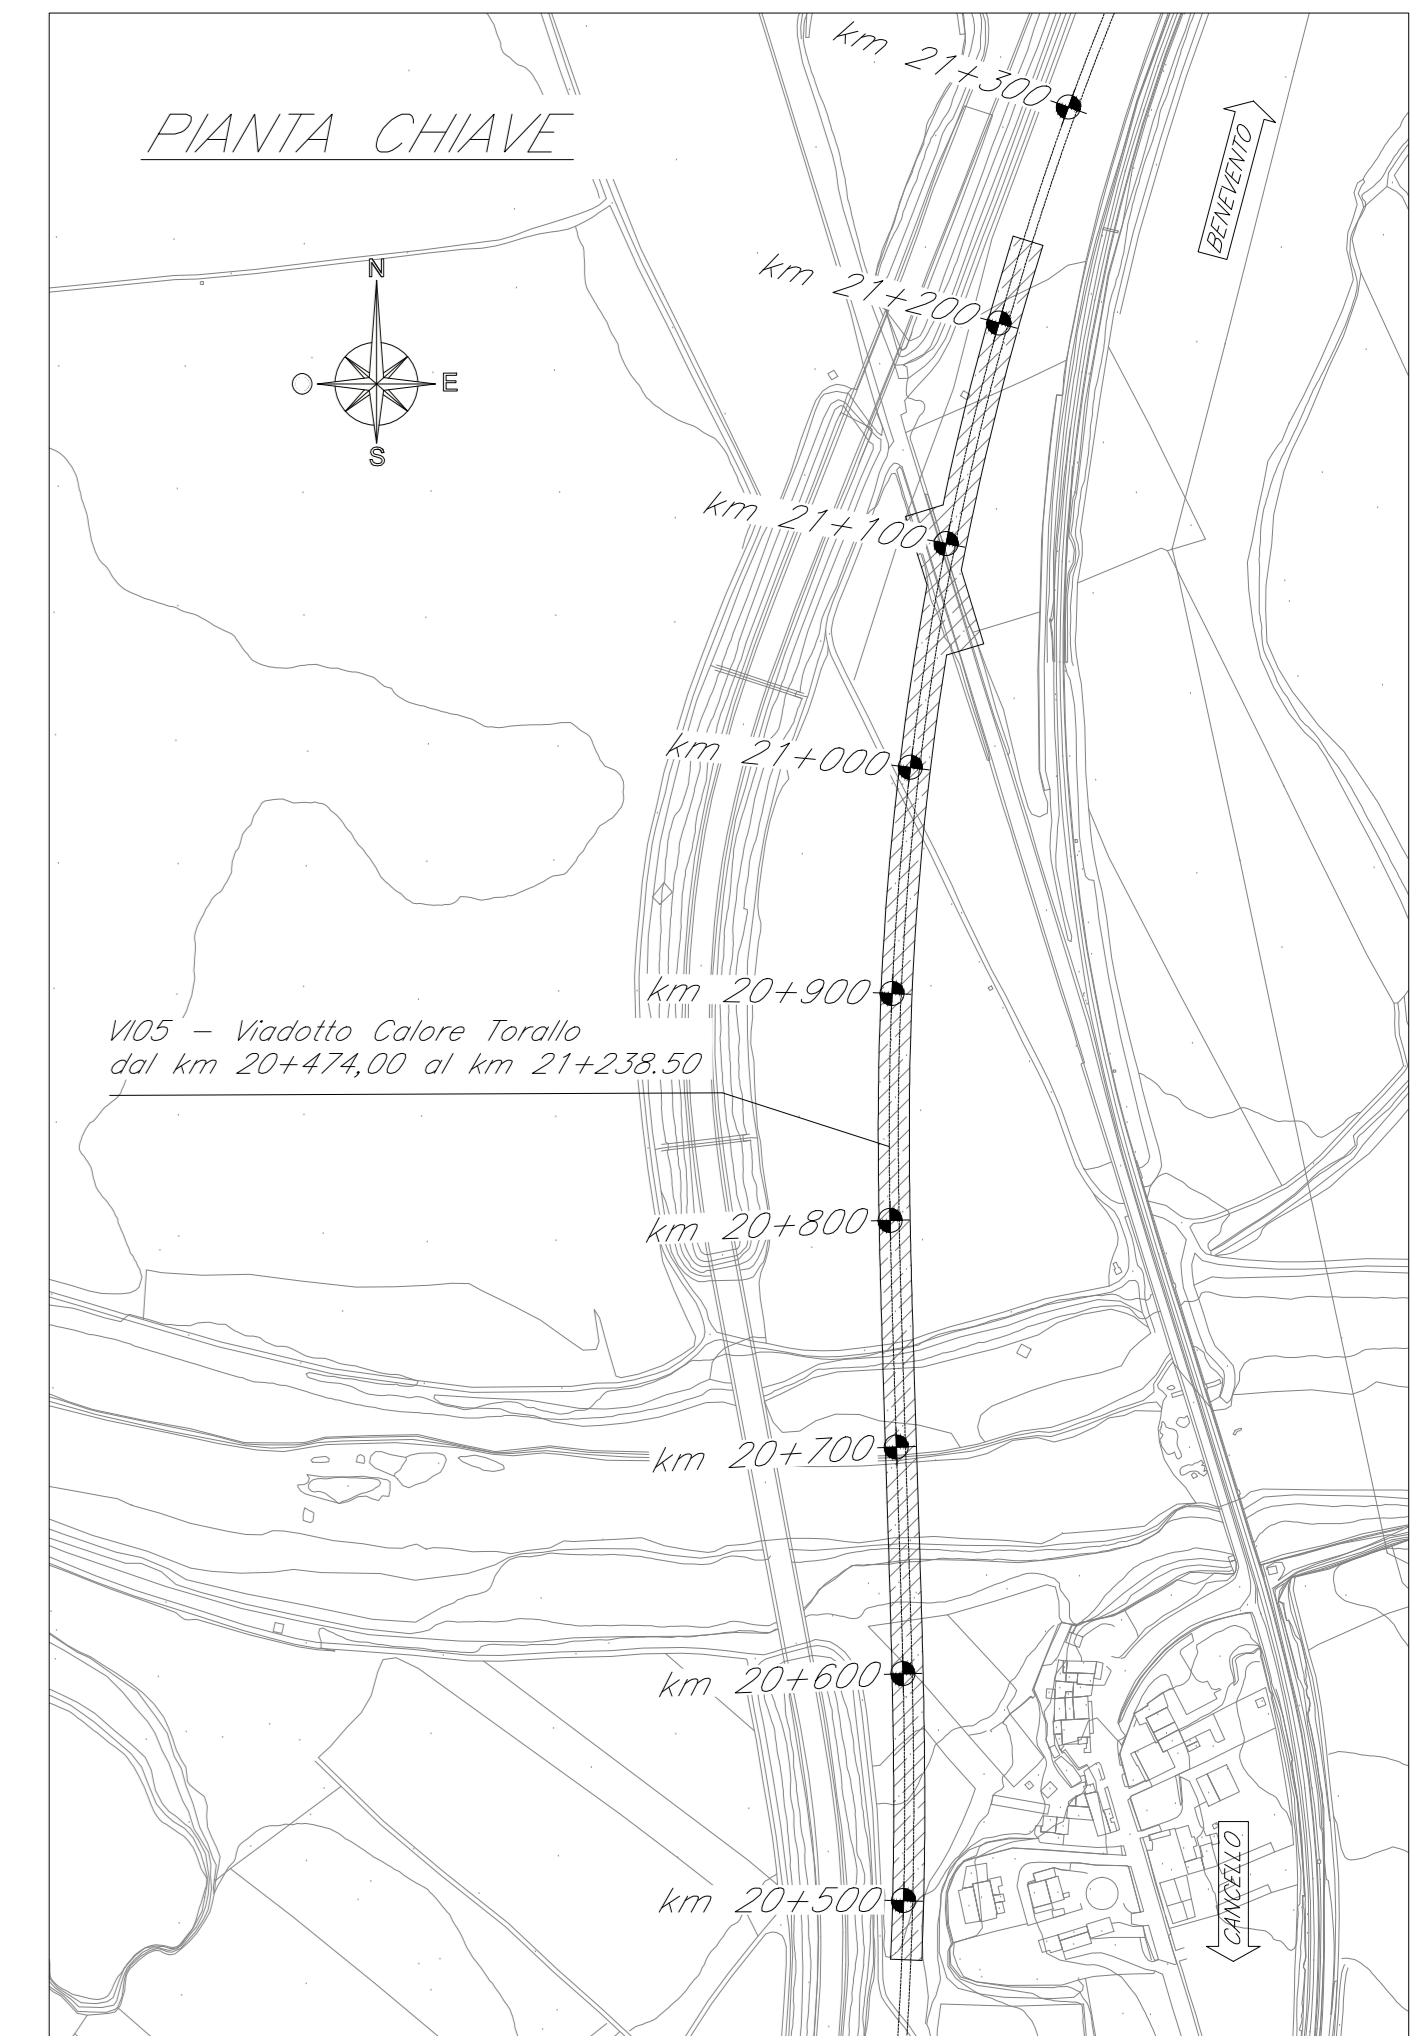 km 21+300
PIANTA CHIAVE
BENEVENTO
N
km 21+200
E
S
km 21+100
km 21+000
km 20+900
VI05 - Viadotto Calore Torallo
dal km 20+474,00 al km 21+238.50
km 20+800
km 20+700
km 20+600
km 20+500
CANCELLO